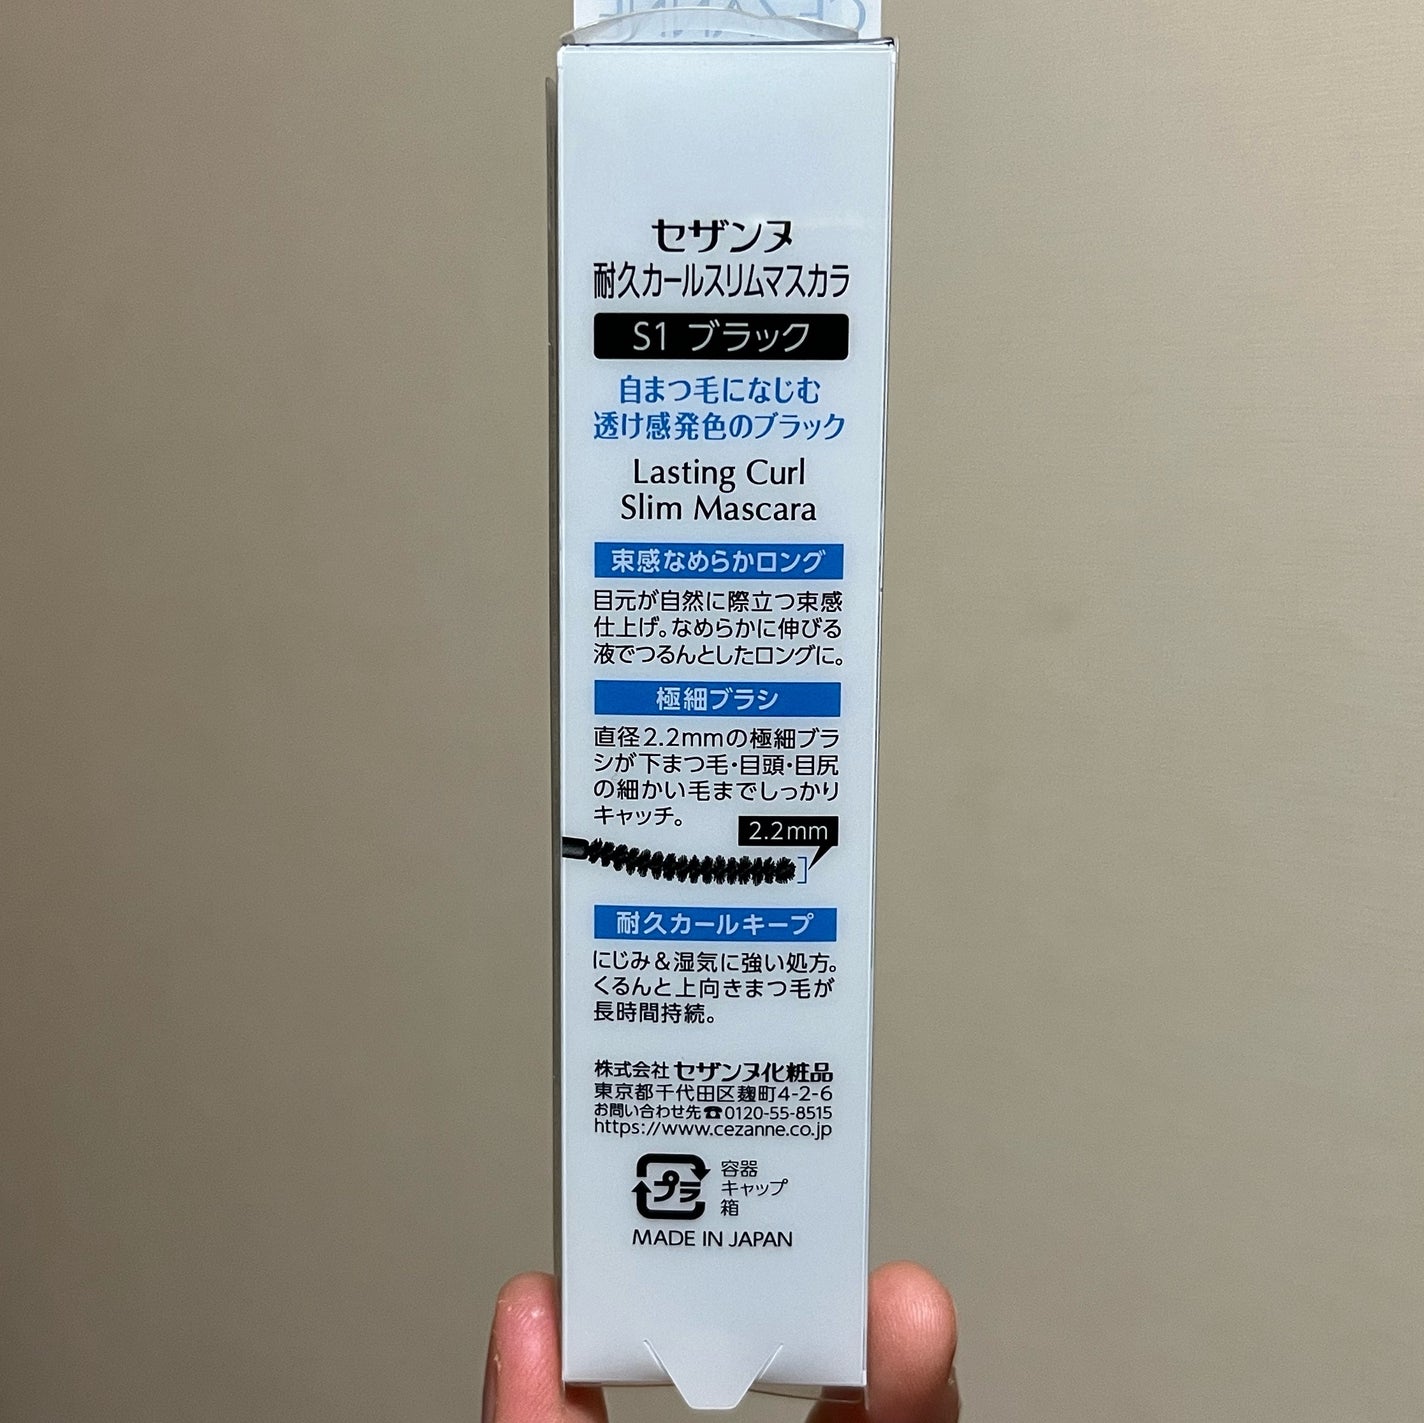 CEZANNE
セザンヌ
耐久カールスリムマスカラ
S1 ブラック
自まつ毛になじむ
透け感発色のブラック
Lasting Curl
Slim Mascara
束感なめらかロング
目元が自然に際立つ束感
仕上げ。なめらかに伸びる
液でつるんとしたロングに。
極細ブラシ
直径2.2mmの極細ブラ
シが下まつ毛・目頭・目尻
の細かい毛までしっかり
キャッチ。
2.2mm
耐久カールキープ
にじみ&湿気に強い処方。
くるんと上向きまつ毛が
長時間持続。
株式会社 セザンヌ化粧品
東京都千代田区麹町4-2-6
お問い合わせ先☎0120-55-8515
https://www.cezanne.co.jp
プラ
容器
キャップ
箱
MADE IN JAPAN